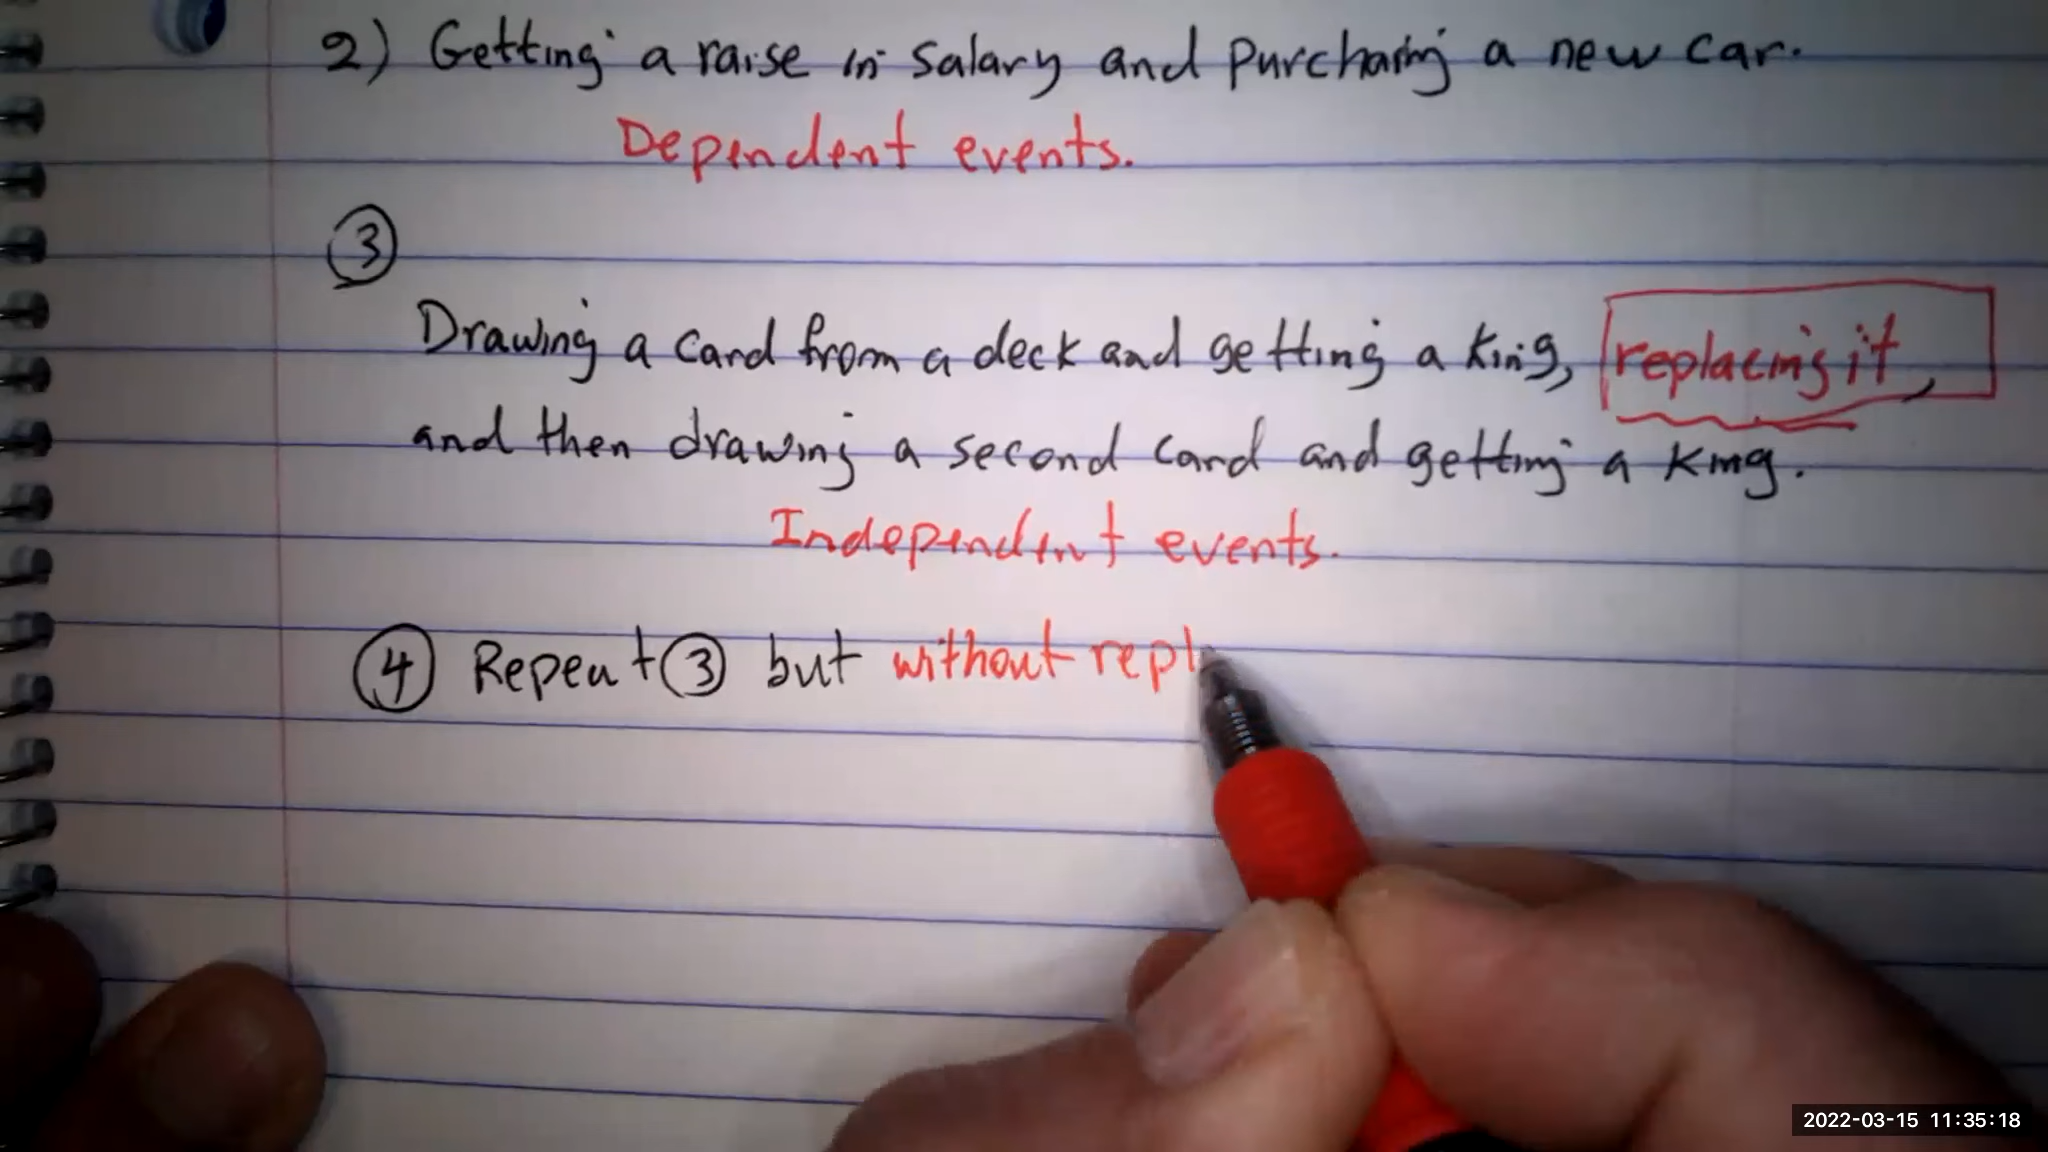 2) Getting a raise in salary and purchasing a new car.
Dependent events.
3
Drawing a card from a deck and getting a King, replacing it,
and then drawing a second card and getting a King.
Independent events.
4 Repeat 3 but without repl
2022-03-15 11:35:18